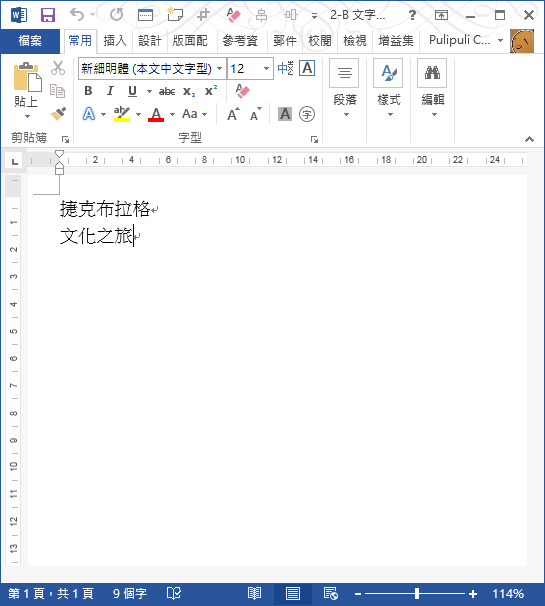 2-B 文字...
檔案 常用 插入 設計 版面配 參考資 郵件 校閱 檢視 增益集 Pulipuli C...
新細明體 (本文中文字型) 12 中 A
貼上 B I U abc x₂ x² 段落 樣式 編輯
A ab A Aa A A A 字
剪貼簿 字型
L 2 4 6 8 10 12 14 16 18 20 22 24
捷克布拉格
文化之旅
1
2
3
4
5
6
7
8
9
10
11
12
13
第 1 頁，共 1 頁 9 個字 114%